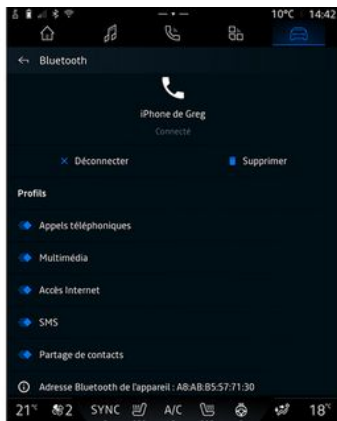 10°C 14:42
Bluetooth
iPhone de Greg
Connecté
Déconnecter Supprimer
Profils
Appels téléphoniques
Multimédia
Accès Internet
SMS
Partage de contacts
Adresse Bluetooth de l'appareil : A8:AB:B5:57:71:30
21°C 2 SYNC A/C 18°C